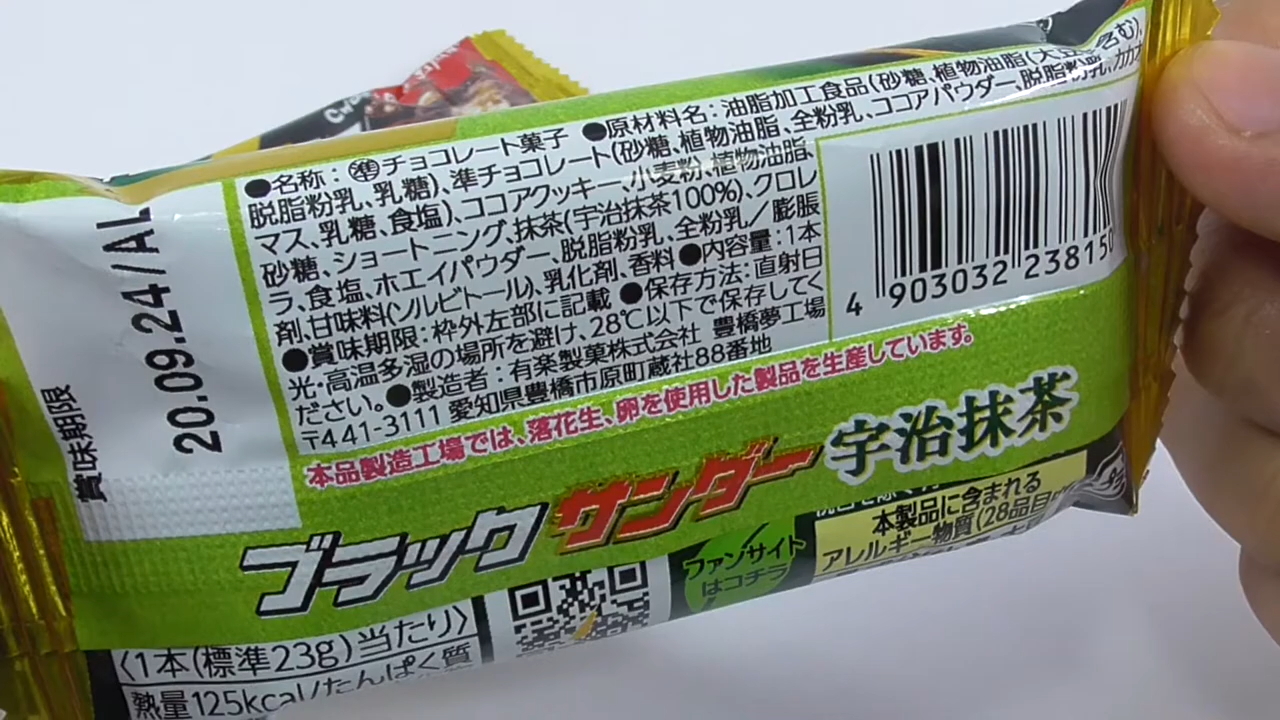 ●名称：㊜チョコレート菓子 ●原材料名：油脂加工食品(砂糖、植物油脂(大豆を含む)、
脱脂粉乳、乳糖)、準チョコレート(砂糖、植物油脂、全粉乳、ココアパウダー、脱脂粉乳、カカオ
マス、乳糖、食塩)、ココアクッキー、小麦粉、植物油脂、
砂糖、ショートニング、抹茶(宇治抹茶100%)、クロレ
ラ、食塩、ホエイパウダー、脱脂粉乳、全粉乳／膨脹
剤、甘味料(ソルビトール)、乳化剤、香料 ●内容量：1本
●賞味期限：枠外左部に記載 ●保存方法：直射日
光・高温多湿の場所を避け、28℃以下で保存してく
ださい。●製造者：有楽製菓株式会社 豊橋夢工場
〒441-3111 愛知県豊橋市原町蔵社88番地
4 903032 238150
賞味期限
20.09.24/AL
本品製造工場では、落花生、卵を使用した製品を生産しています。
ブラックサンダー宇治抹茶
ファンサイト
はコチラ
本製品に含まれる
アレルギー物質(28品目
〈1本(標準23g)当たり〉
熱量125kcal/たんぱく質